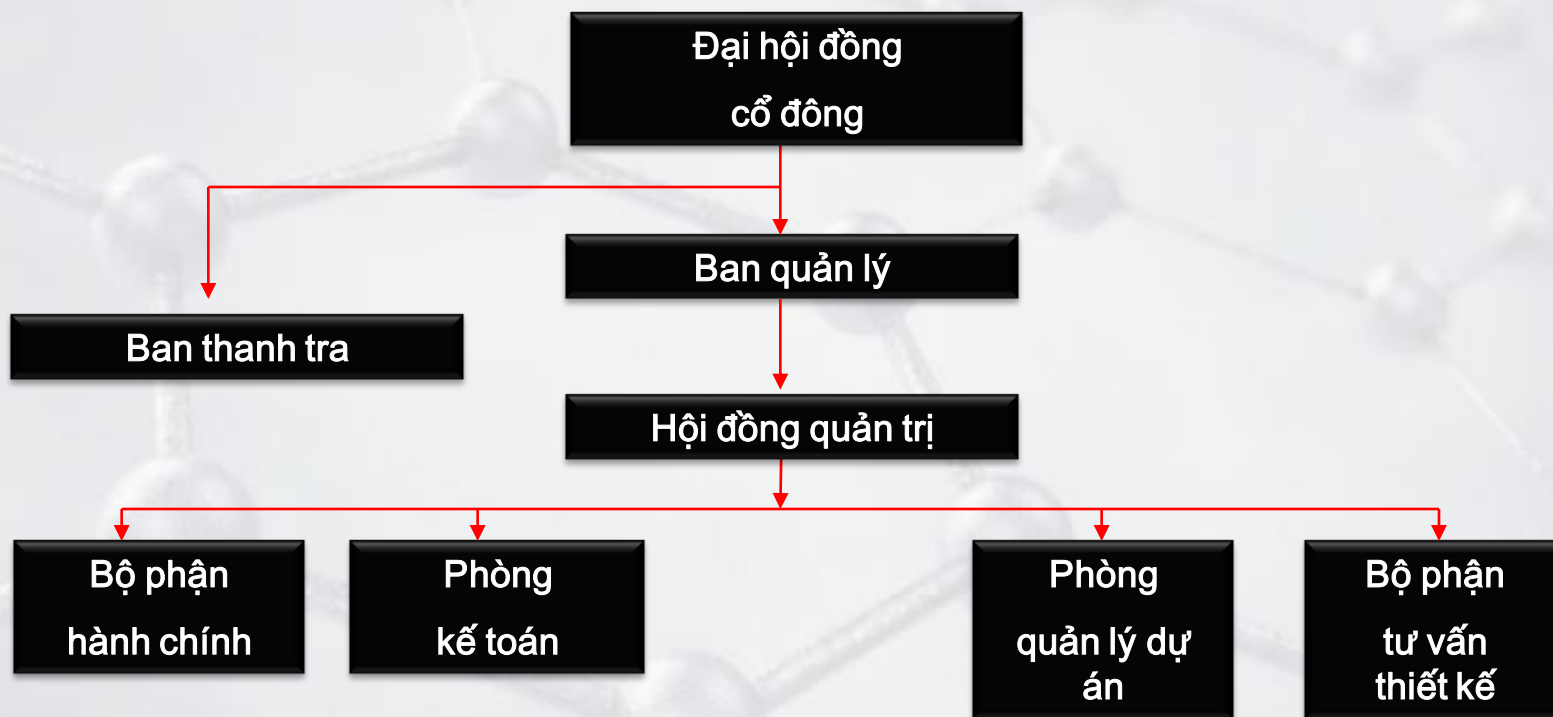 Đại hội đồng
cổ đông
Ban quản lý
Ban thanh tra
Hội đồng quản trị
Bộ phận
hành chính
Phòng
kế toán
Phòng
quản lý dự
án
Bộ phận
tư vấn
thiết kế